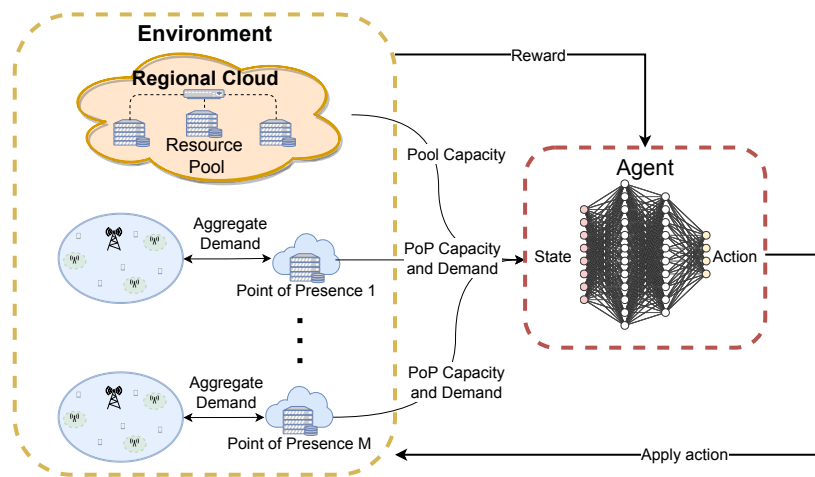 Environment
Regional Cloud
Resource
Pool
Reward
Pool Capacity
Agent
Aggregate
Demand
PoP Capacity
and Demand
State
Action
Point of Presence 1
Aggregate
Demand
PoP Capacity
and Demand
Point of Presence M
Apply action